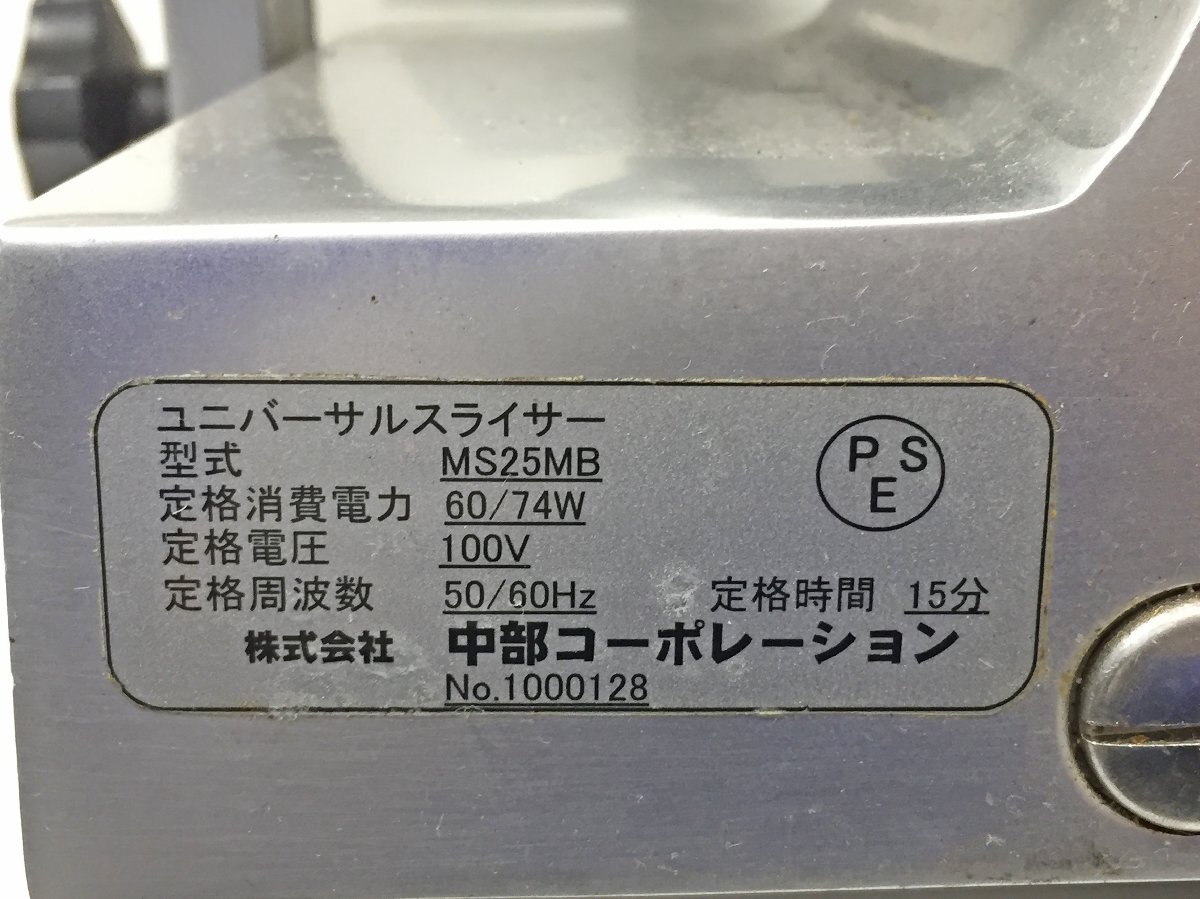 ユニバーサルスライサー
型式 MS25MB
定格消費電力 60/74W
定格電圧 100V
定格周波数 50/60Hz 定格時間 15分
株式会社 中部コーポレーション
No.1000128
P S
E